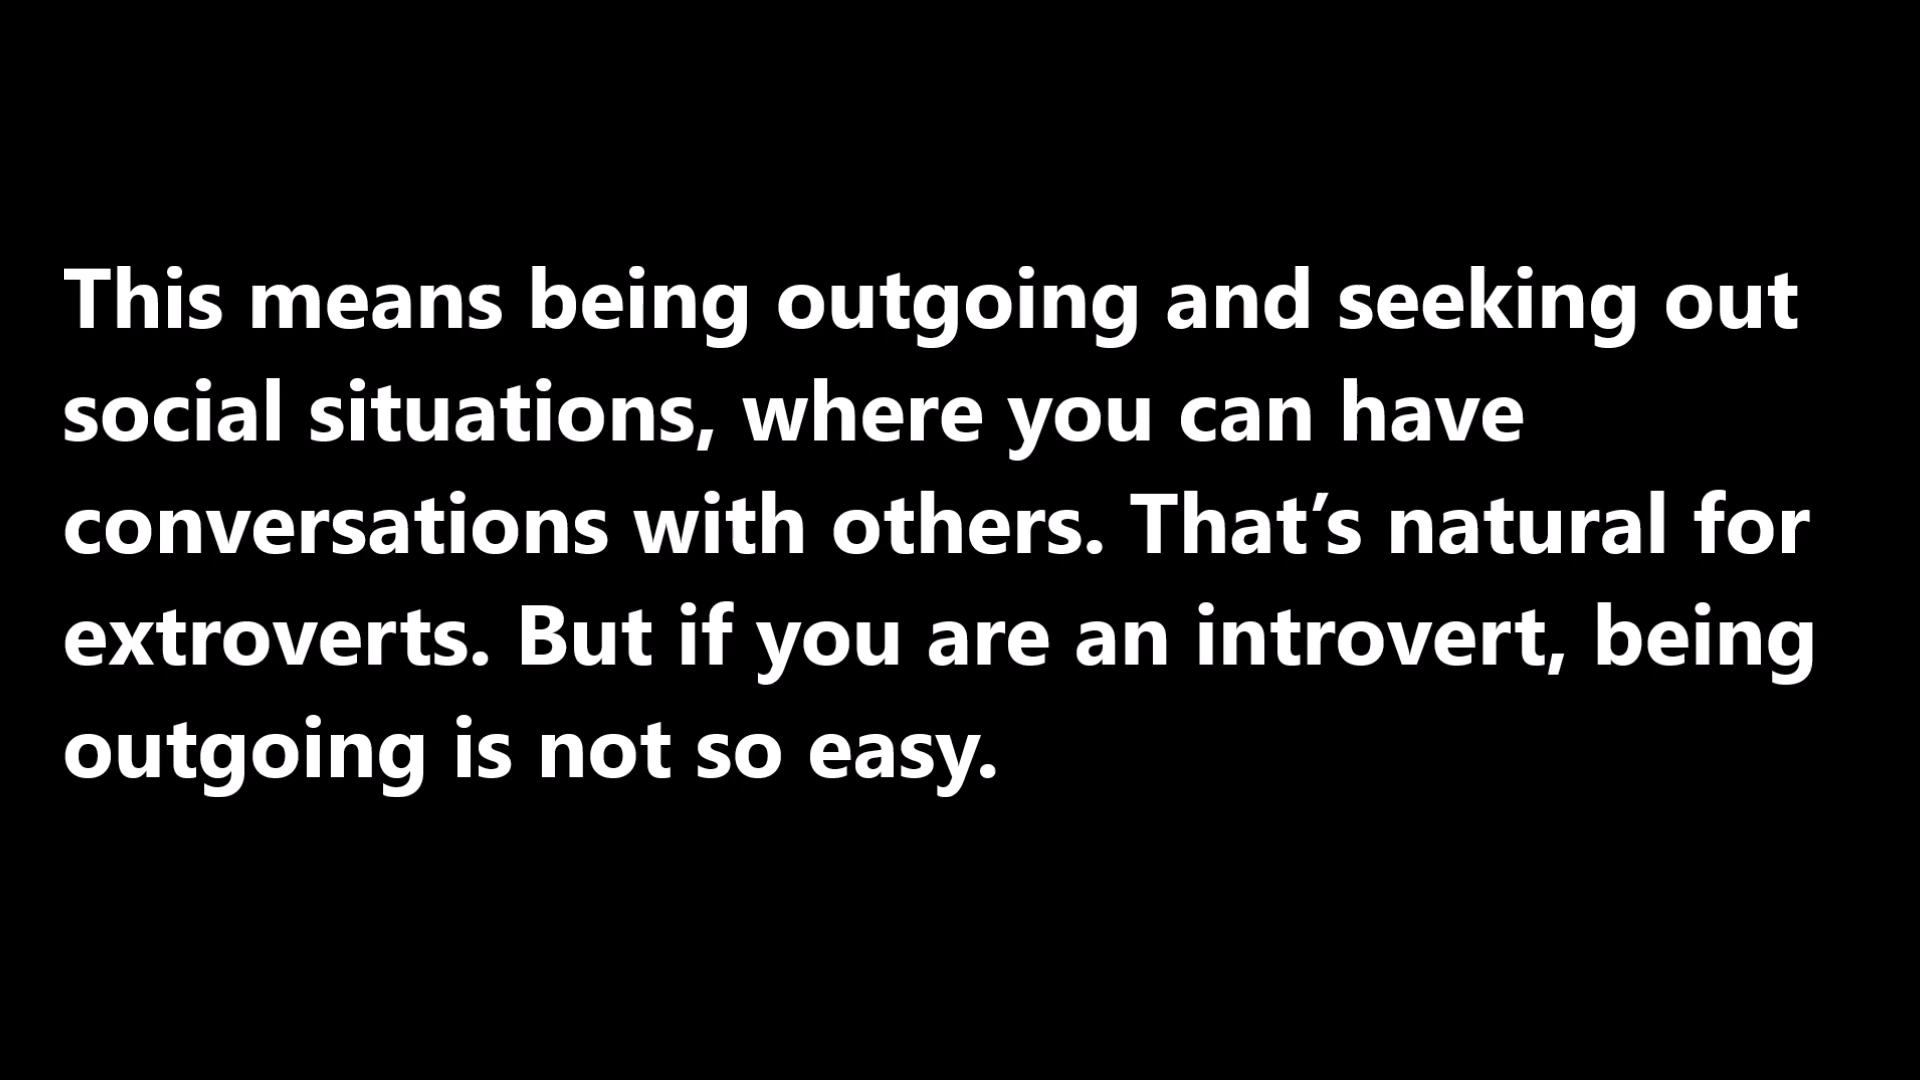 This means being outgoing and seeking out
social situations, where you can have
conversations with others. That’s natural for
extroverts. But if you are an introvert, being
outgoing is not so easy.